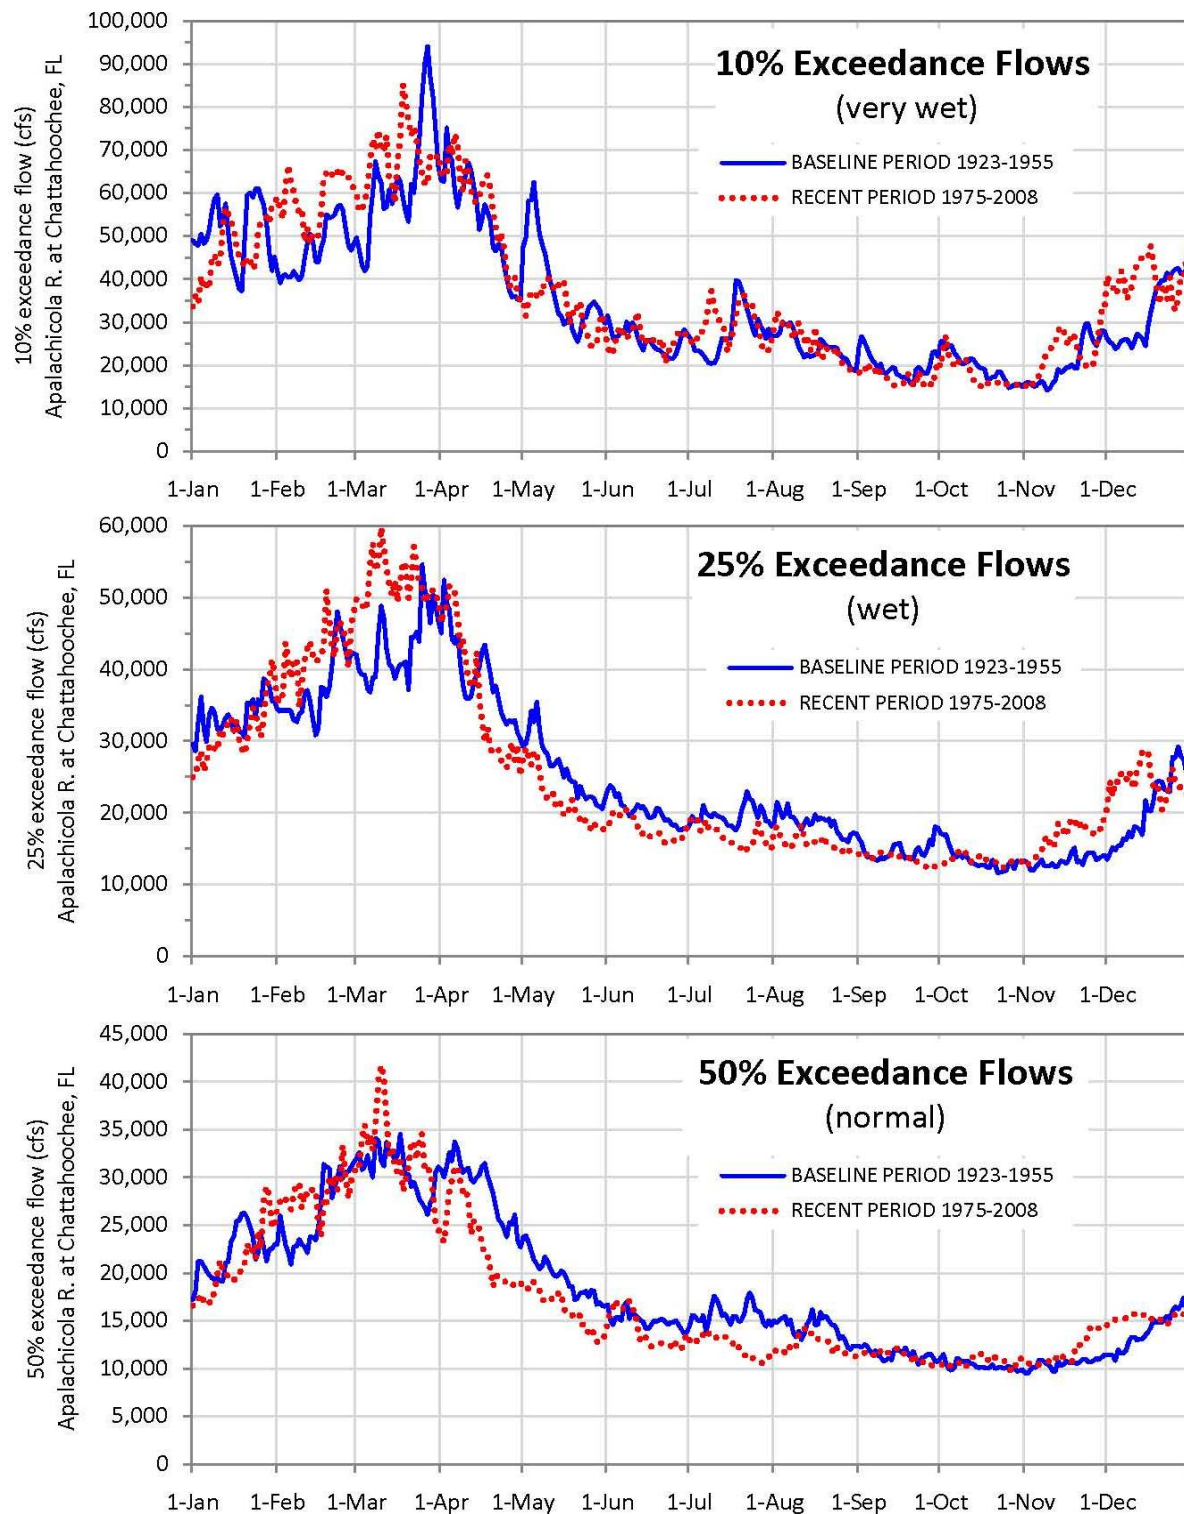 10% Exceedance Flows
(very wet)
BASELINE PERIOD 1923-1955
RECENT PERIOD 1975-2008
10% exceedance flow (cfs)
Apalachicola R. at Chattahoochee, FL
100,000
90,000
80,000
70,000
60,000
50,000
40,000
30,000
20,000
10,000
0
1-Jan 1-Feb 1-Mar 1-Apr 1-May 1-Jun 1-Jul 1-Aug 1-Sep 1-Oct 1-Nov 1-Dec
25% Exceedance Flows
(wet)
BASELINE PERIOD 1923-1955
RECENT PERIOD 1975-2008
25% exceedance flow (cfs)
Apalachicola R. at Chattahoochee, FL
60,000
50,000
40,000
30,000
20,000
10,000
0
1-Jan 1-Feb 1-Mar 1-Apr 1-May 1-Jun 1-Jul 1-Aug 1-Sep 1-Oct 1-Nov 1-Dec
50% Exceedance Flows
(normal)
BASELINE PERIOD 1923-1955
RECENT PERIOD 1975-2008
50% exceedance flow (cfs)
Apalachicola R. at Chattahoochee, FL
45,000
40,000
35,000
30,000
25,000
20,000
15,000
10,000
5,000
0
1-Jan 1-Feb 1-Mar 1-Apr 1-May 1-Jun 1-Jul 1-Aug 1-Sep 1-Oct 1-Nov 1-Dec